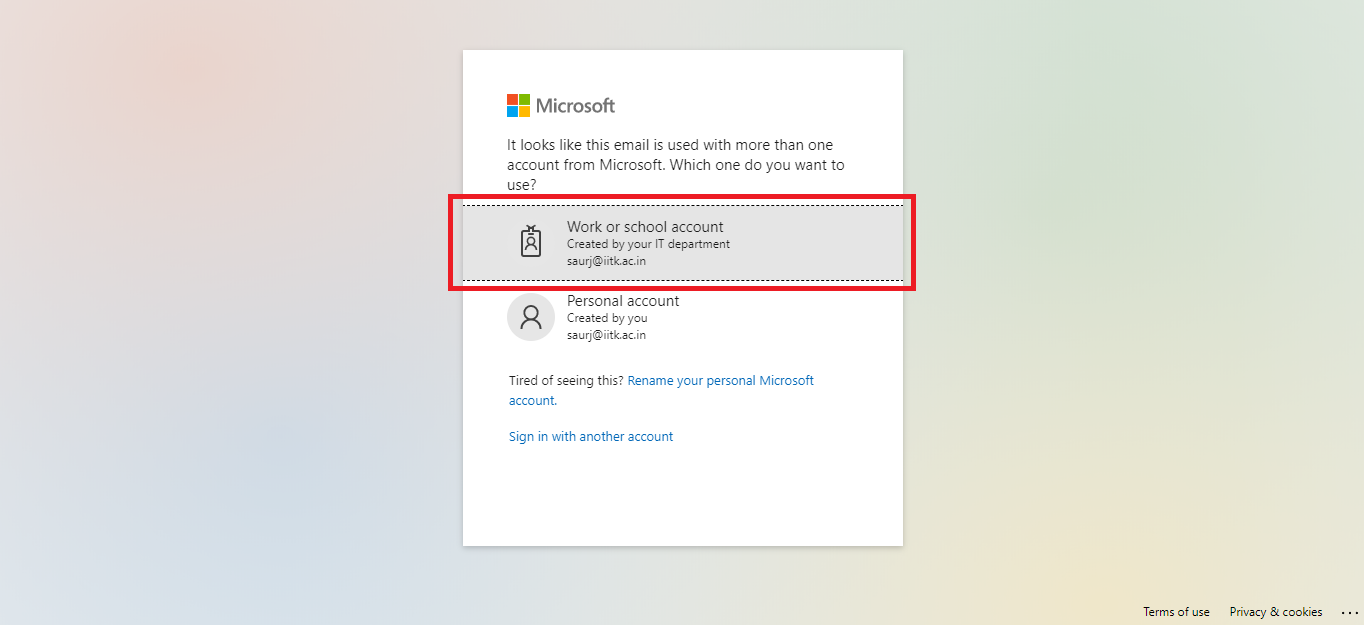 Microsoft
It looks like this email is used with more than one
account from Microsoft. Which one do you want to
use?
Work or school account
Created by your IT department
saurj@iitk.ac.in
Personal account
Created by you
saurj@iitk.ac.in
Tired of seeing this? Rename your personal Microsoft
account.
Sign in with another account
Terms of use Privacy & cookies ...